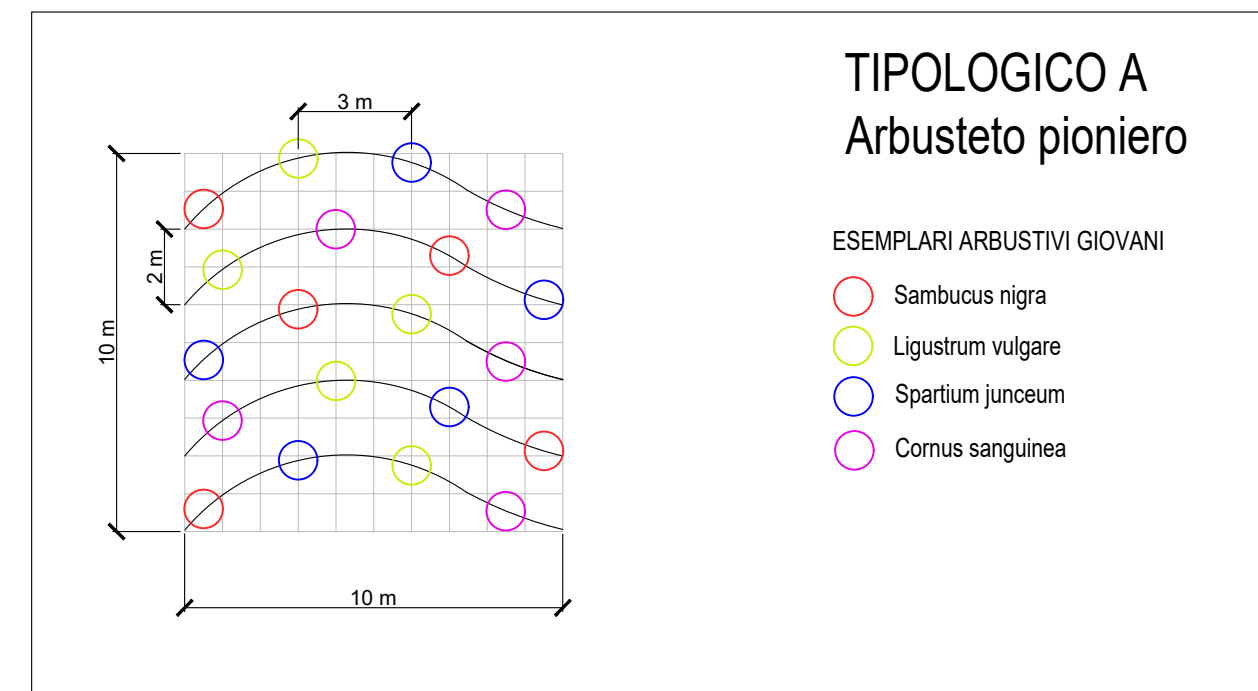 TIPOLOGICO A
Arbusteto pioniero
3 m
2 m
10 m
10 m
ESEMPLARI ARBUSTIVI GIOVANI
Sambucus nigra
Ligustrum vulgare
Spartium junceum
Cornus sanguinea